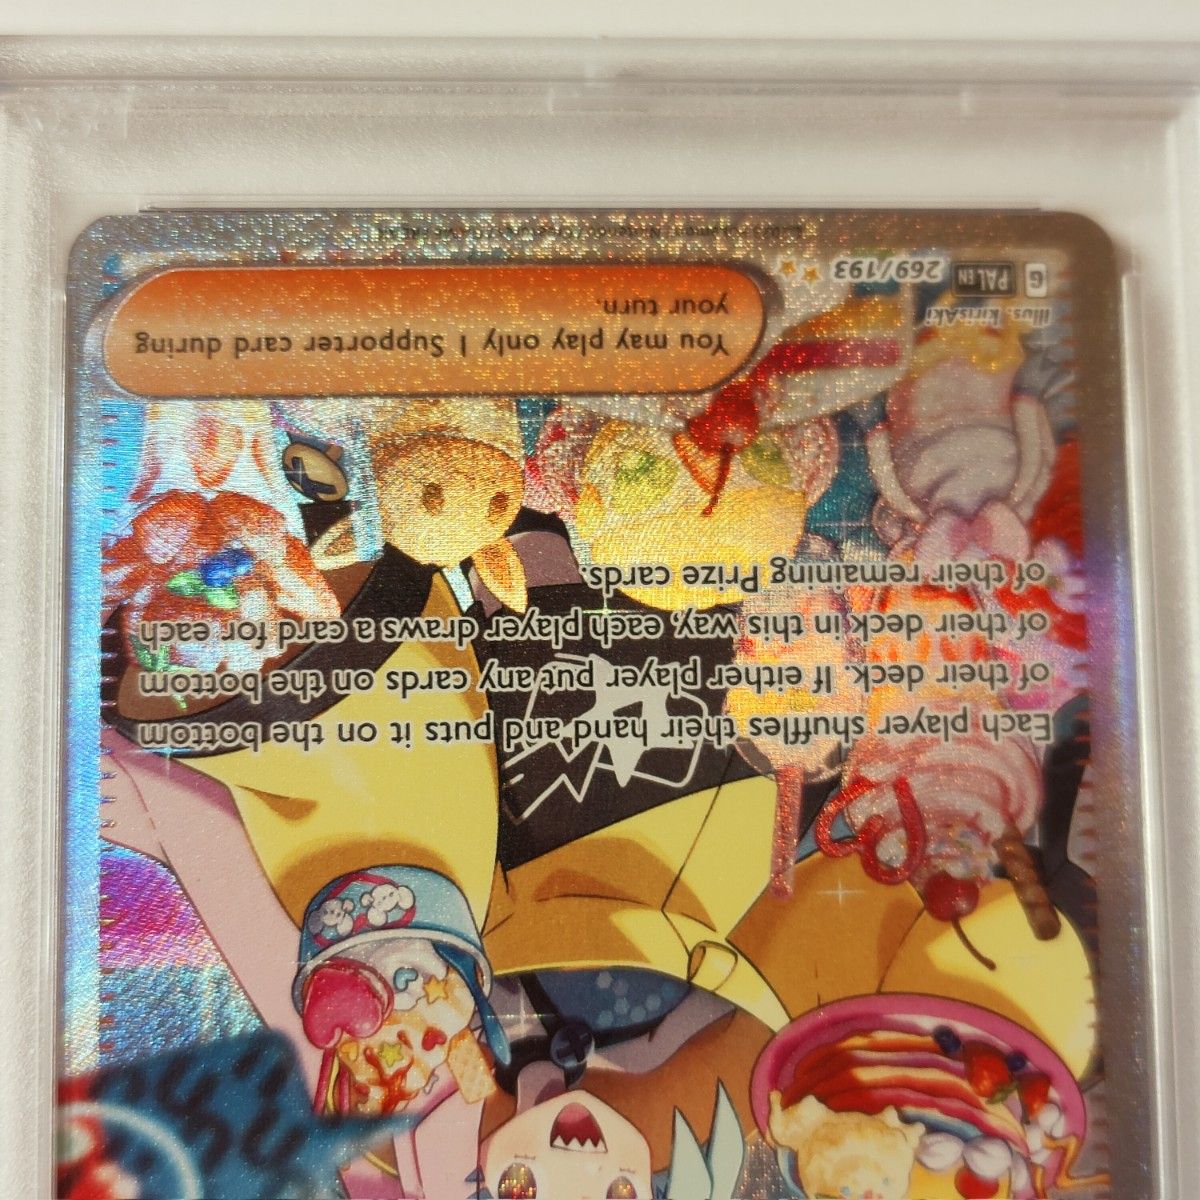 Each player shuffles their hand and puts it on the bottom
of their deck. If either player put any cards on the bottom
of their deck in this way, each player draws a card for each
of their remaining Prize cards.
You may play only 1 Supporter card during
your turn.
Illus. kirisAki
G PAL EN 269/193